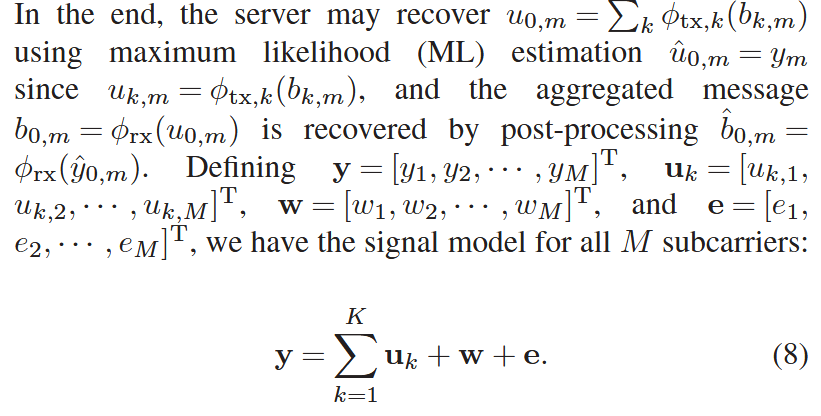 In the end, the server may recover $u_{0,m} = \sum_k \phi_{\mathrm{tx},k}(b_{k,m})$
using maximum likelihood (ML) estimation $\hat{u}_{0,m} = y_m$
since $u_{k,m} = \phi_{\mathrm{tx},k}(b_{k,m})$, and the aggregated message
$b_{0,m} = \phi_{\mathrm{rx}}(u_{0,m})$ is recovered by post-processing $\hat{b}_{0,m} =$
$\phi_{\mathrm{rx}}(\hat{y}_{0,m})$. Defining $\mathbf{y} = [y_1, y_2, \cdots, y_M]^{\mathrm{T}}$, $\mathbf{u}_k = [u_{k,1},$
$u_{k,2}, \cdots, u_{k,M}]^{\mathrm{T}}$, $\mathbf{w} = [w_1, w_2, \cdots, w_M]^{\mathrm{T}}$, and $\mathbf{e} = [e_1,$
$e_2, \cdots, e_M]^{\mathrm{T}}$, we have the signal model for all $M$ subcarriers:
$\mathbf{y} = \sum_{k=1}^{K} \mathbf{u}_k + \mathbf{w} + \mathbf{e}.$ (8)